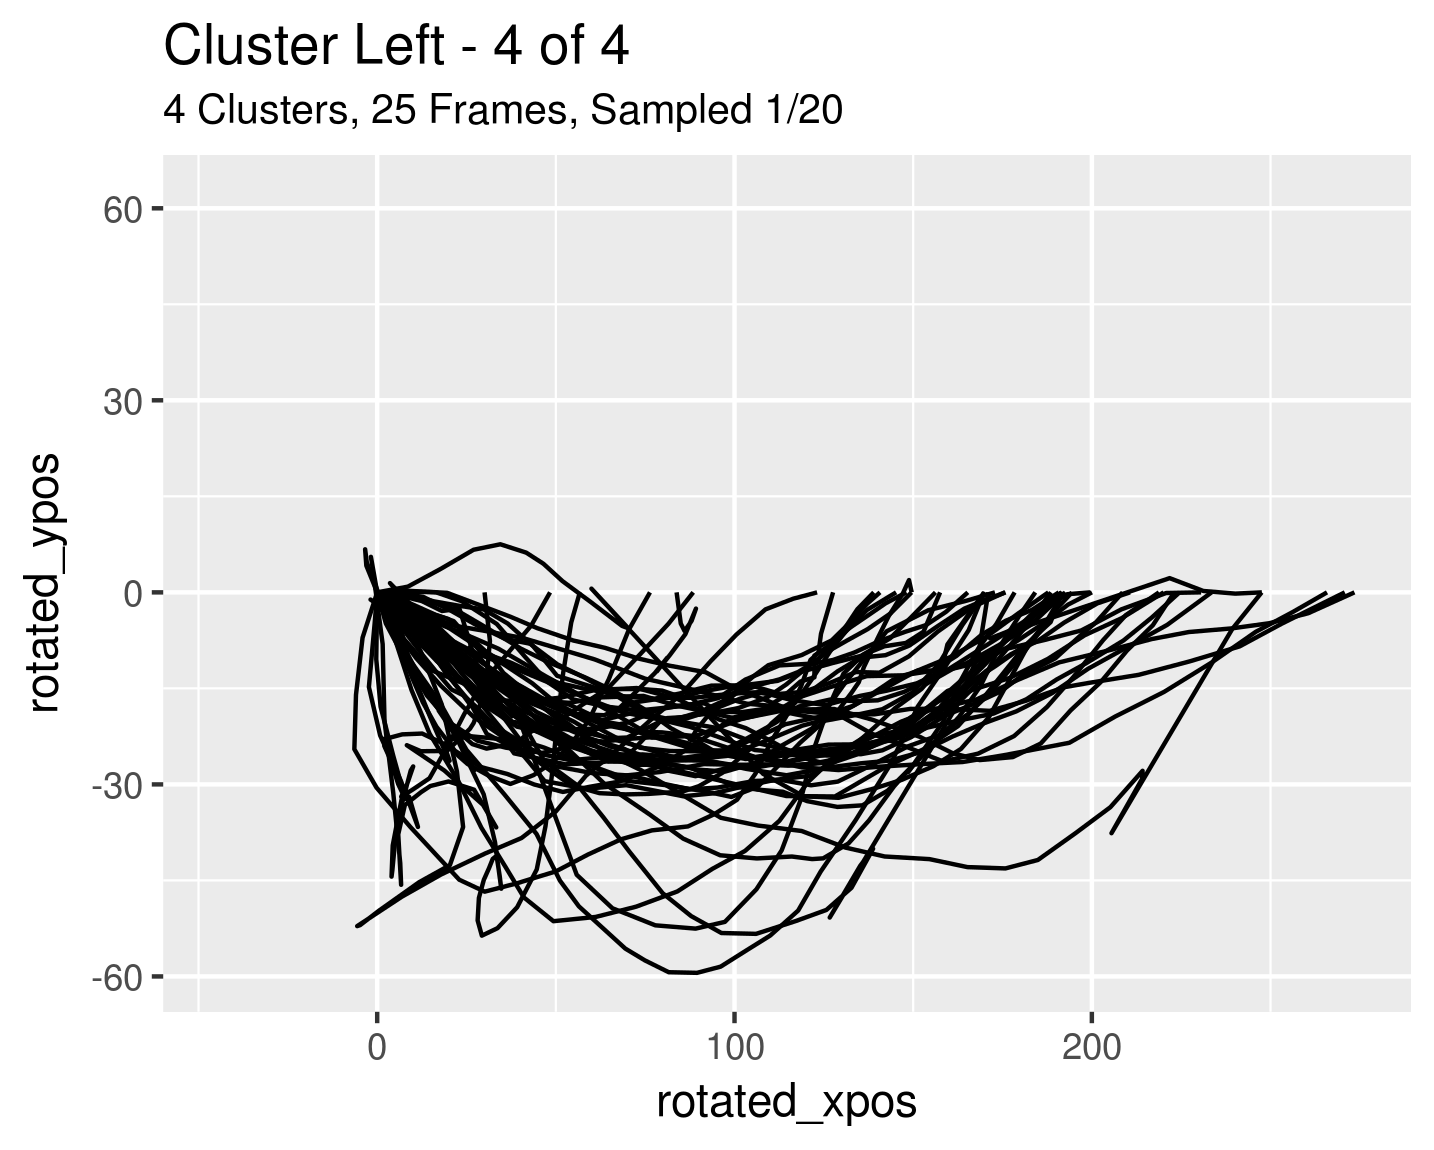 Cluster Left - 4 of 4
4 Clusters, 25 Frames, Sampled 1/20
60
30
0
-30
-60
rotated_ypos
0 100 200
rotated_xpos